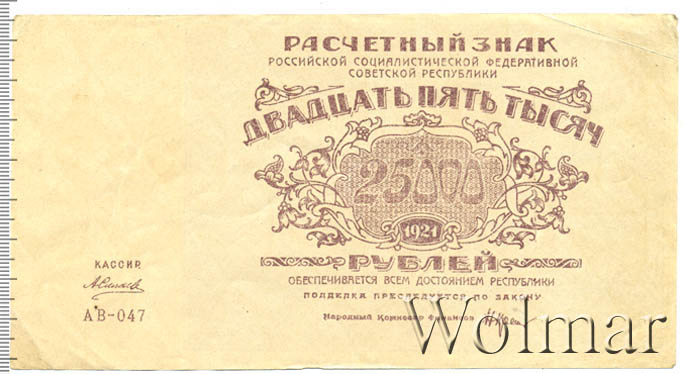 РАСЧЕТНЫЙ ЗНАК
РОССИЙСКОЙ СОЦИАЛИСТИЧЕСКОЙ ФЕДЕРАТИВНОЙ
СОВЕТСКОЙ РЕСПУБЛИКИ
ДВАДЦАТЬ ПЯТЬ ТЫСЯЧ
25000
1921
РУБЛЕЙ
ОБЕСПЕЧИВАЕТСЯ ВСЕМ ДОСТОЯНИЕМ РЕСПУБЛИКИ
ПОДДЕЛКА ПРЕСЛЕДУЕТСЯ ПО ЗАКОНУ
Народный Комиссар Финансов
КАССИР
АВ-047
Wolmar